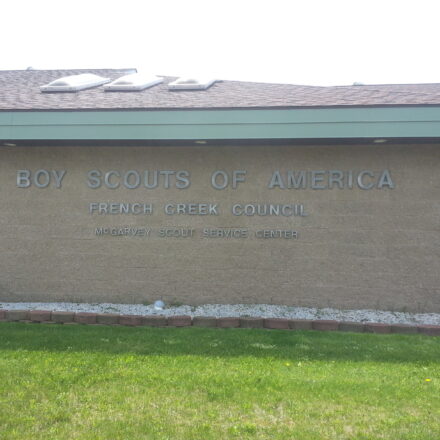 BOY SCOUTS OF AMERICA
FRENCH CREEK COUNCIL
McGARVEY SCOUT SERVICE CENTER